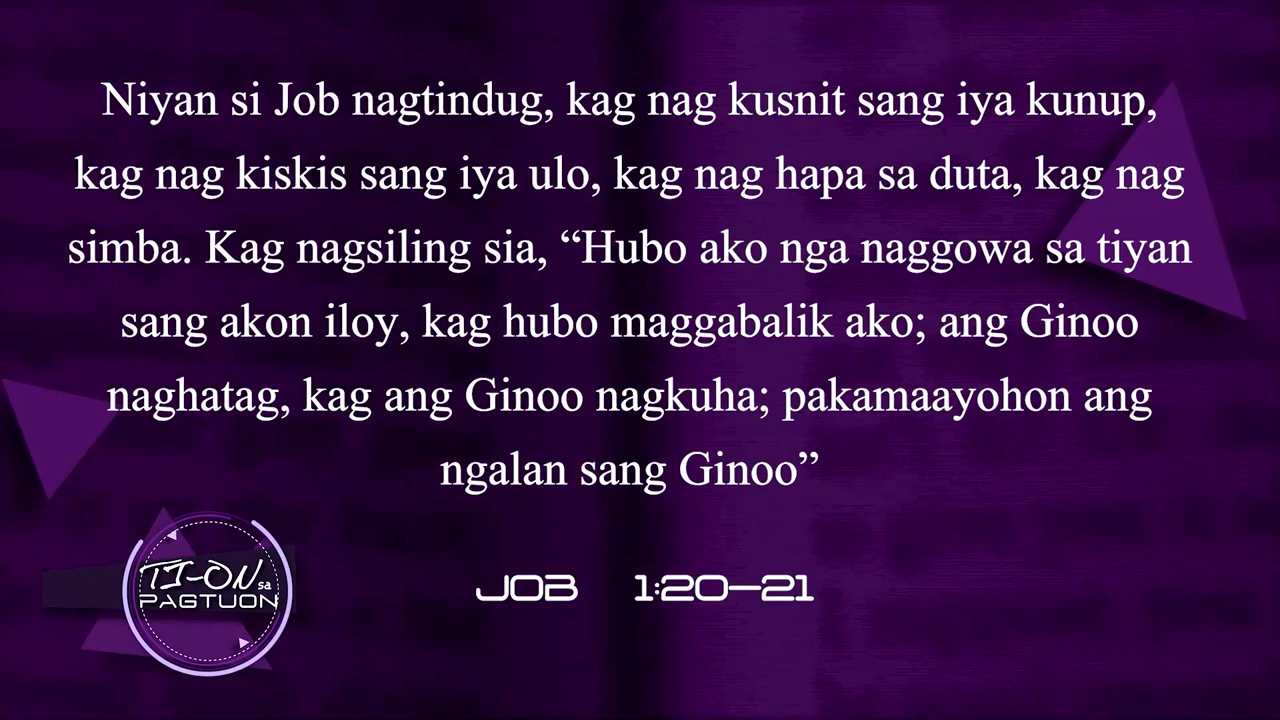 Niyan si Job nagtindug, kag nag kusnit sang iya kunup,
kag nag kiskis sang iya ulo, kag nag hapa sa duta, kag nag
simba. Kag nagsiling sia, “Hubo ako nga naggowa sa tiyan
sang akon iloy, kag hubo maggabalik ako; ang Ginoo
naghatag, kag ang Ginoo nagkuha; pakamaayohon ang
ngalan sang Ginoo”
JOB 1:20-21
TI-ON sa
PAGTUON